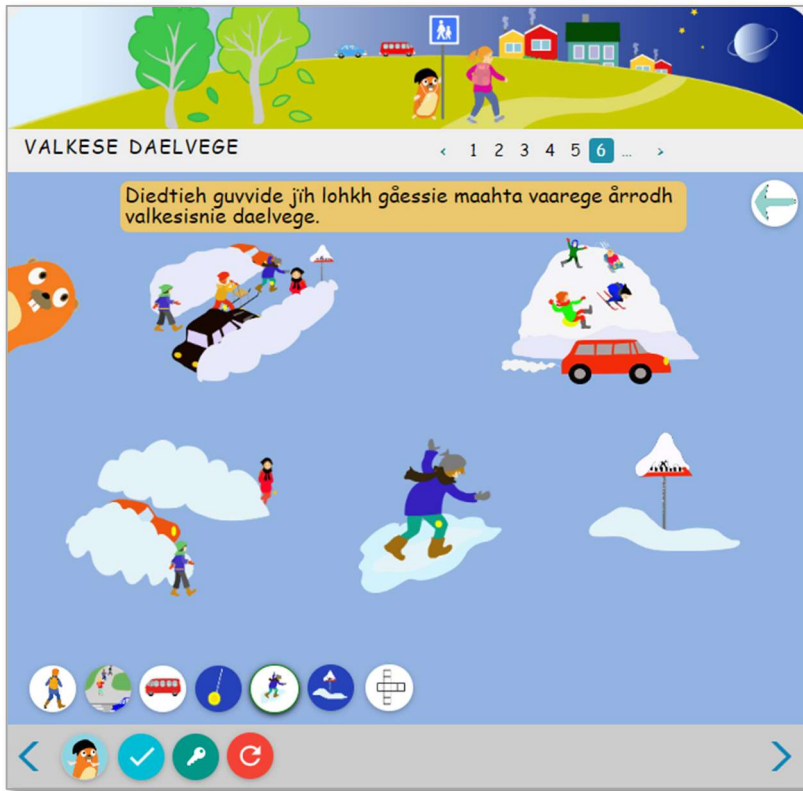 VALKESE DAELVEGE
‹ 1 2 3 4 5 6 ... ›
Diedtieh guvvide jïh lohkh gåessie maahta vaarege årrodh
valkesisnie daelvege.